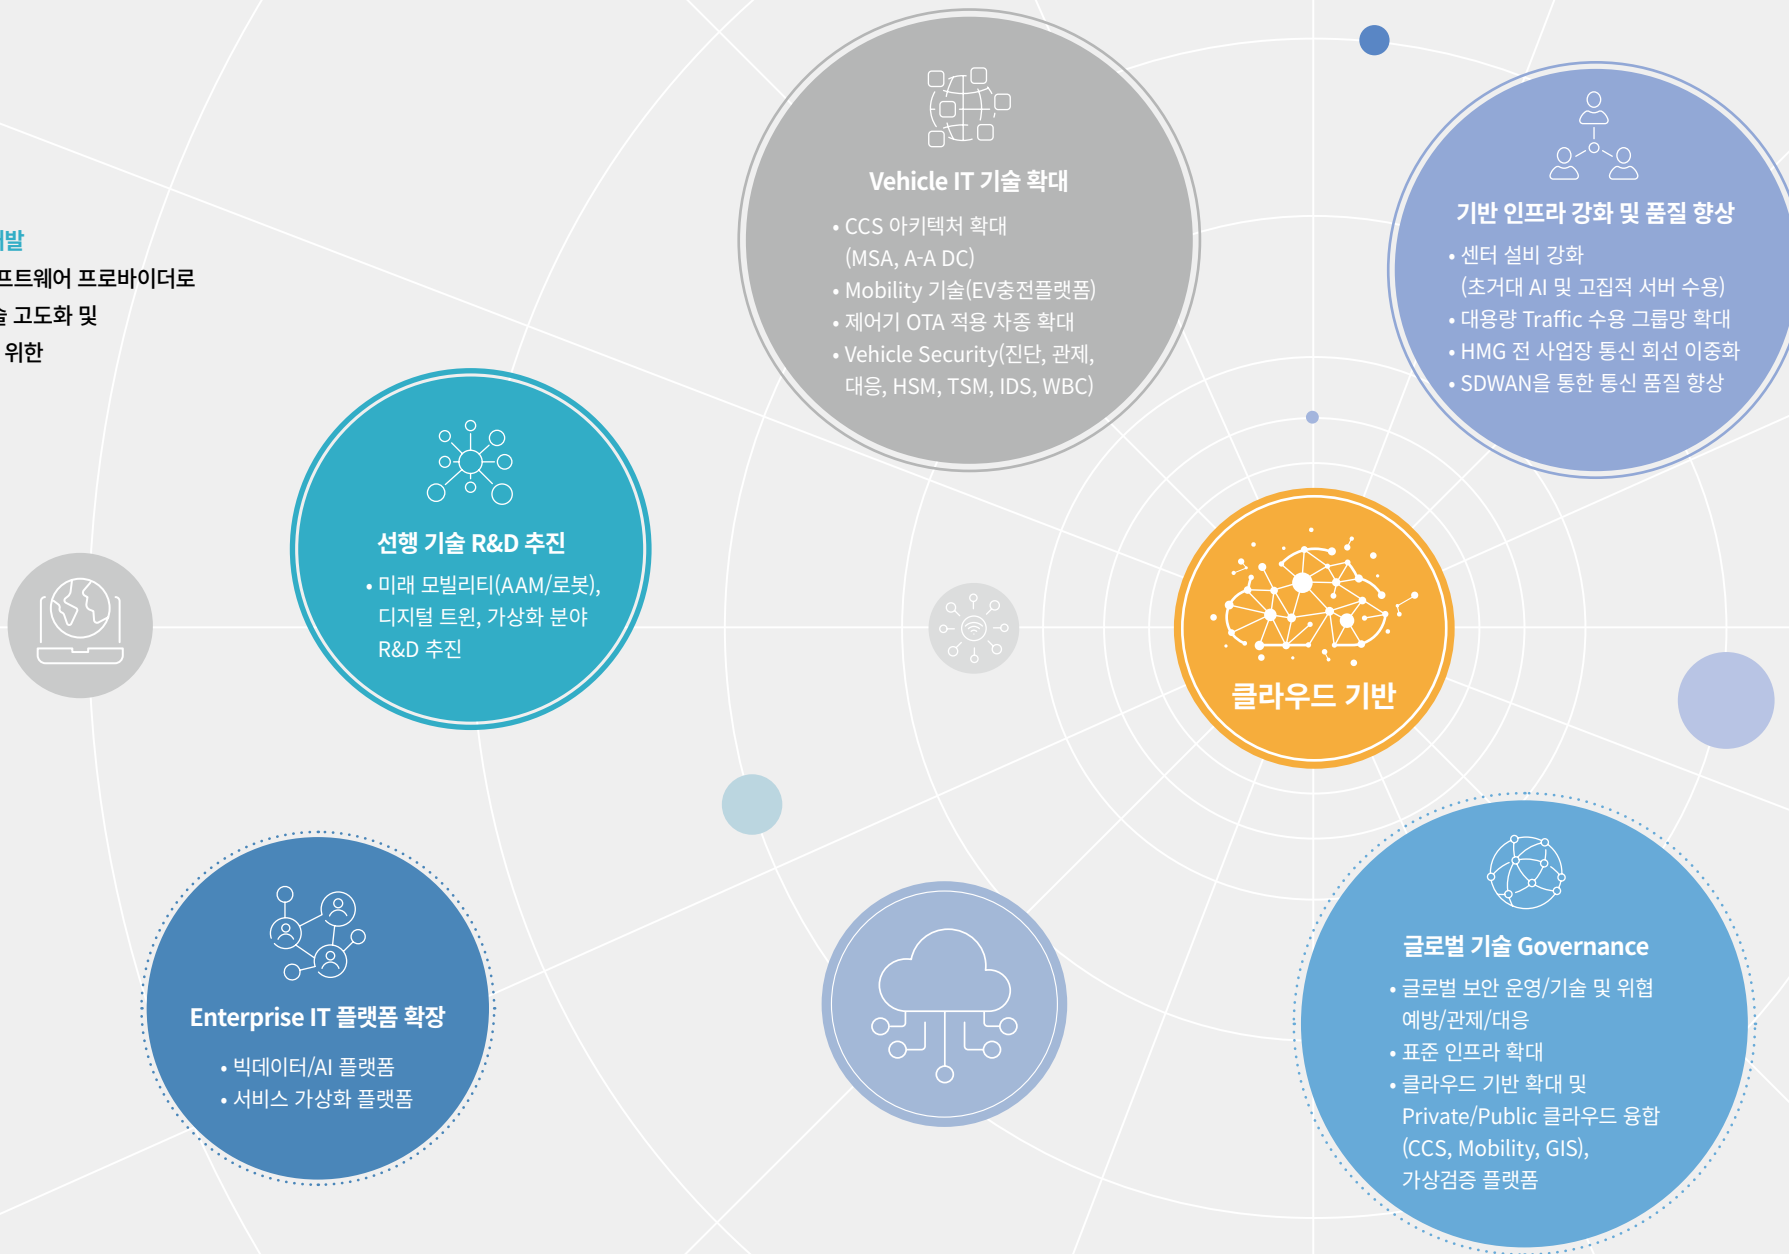 프트웨어 프로바이더로
고도화 및
위한
Vehicle IT 기술 확대
• CCS 아키텍처 확대
(MSA, A-A DC)
• Mobility 기술(EV충전플랫폼)
• 제어기 OTA 적용 차종 확대
• Vehicle Security(진단, 관제,
대응, HSM, TSM, IDS, WBC)
기반 인프라 강화 및 품질 향상
• 센터 설비 강화
(초거대 AI 및 고집적 서버 수용)
• 대용량 Traffic 수용 그룹망 확대
• HMG 전 사업장 통신 회선 이중화
• SDWAN을 통한 통신 품질 향상
선행 기술 R&D 추진
• 미래 모빌리티(AAM/로봇),
디지털 트윈, 가상화 분야
R&D 추진
클라우드 기반
Enterprise IT 플랫폼 확장
• 빅데이터/AI 플랫폼
• 서비스 가상화 플랫폼
글로벌 기술 Governance
• 글로벌 보안 운영/기술 및 위협
예방/관제/대응
• 표준 인프라 확대
• 클라우드 기반 확대 및
Private/Public 클라우드 융합
(CCS, Mobility, GIS),
가상검증 플랫폼